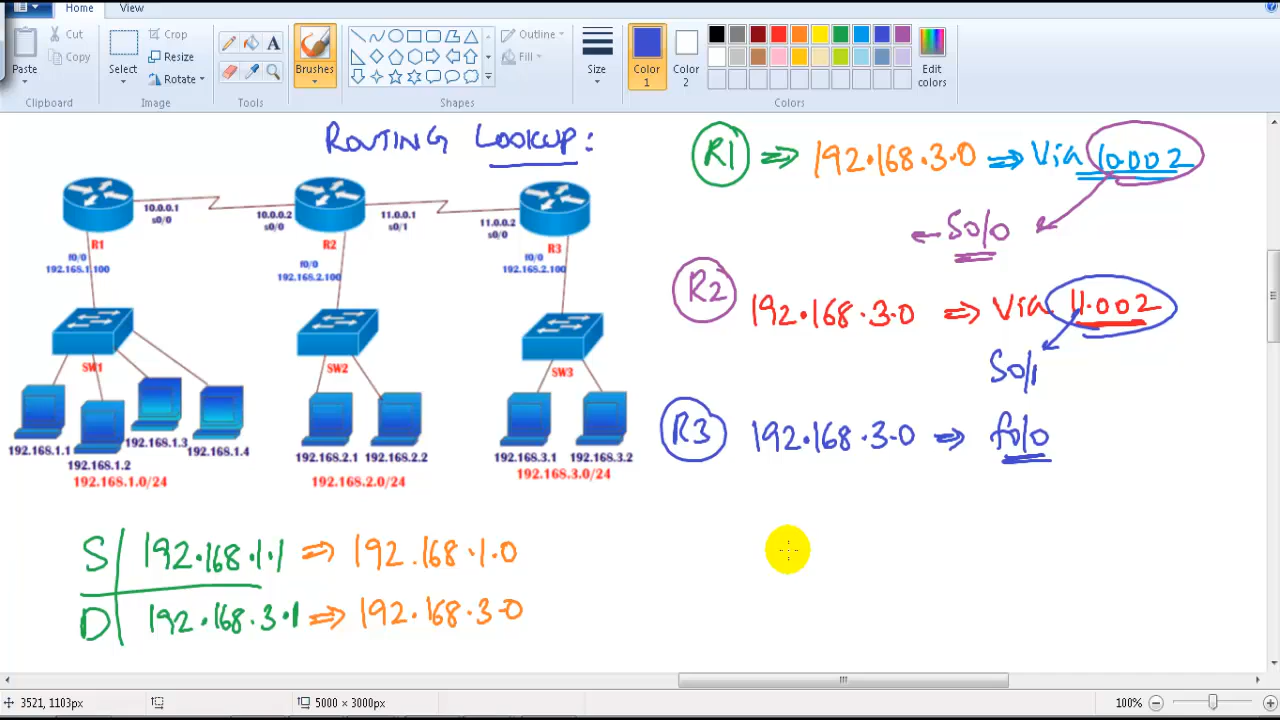 Home View
Paste
Cut
Copy
Clipboard
Select
Crop
Resize
Rotate
Image
A
Tools
Brushes
Outline
Fill
Shapes
Size
Color 1
Color 2
Edit colors
Colors
ROUTING LOOKUP:
10.0.0.1
s0/0
10.0.0.2
s0/0
11.0.0.1
s0/1
11.0.0.2
s0/0
R1
R2
R3
f0/0
192.168.1.100
f0/0
192.168.2.100
f0/0
192.168.2.100
SW1
SW2
SW3
192.168.1.1
192.168.1.2
192.168.1.3
192.168.1.4
192.168.2.1 192.168.2.2
192.168.3.1 192.168.3.2
192.168.1.0/24
192.168.2.0/24
192.168.3.0/24
S 192.168.1.1 ⇒ 192.168.1.0
D 192.168.3.1 ⇒ 192.168.3.0
R1 ⇒ 192.168.3.0 ⇒ Via 10.002
← S0/0
R2 192.168.3.0 ⇒ Via 11.002
S0/1
R3 192.168.3.0 ⇒ f0/0
3521, 1103px
5000 × 3000px
100%